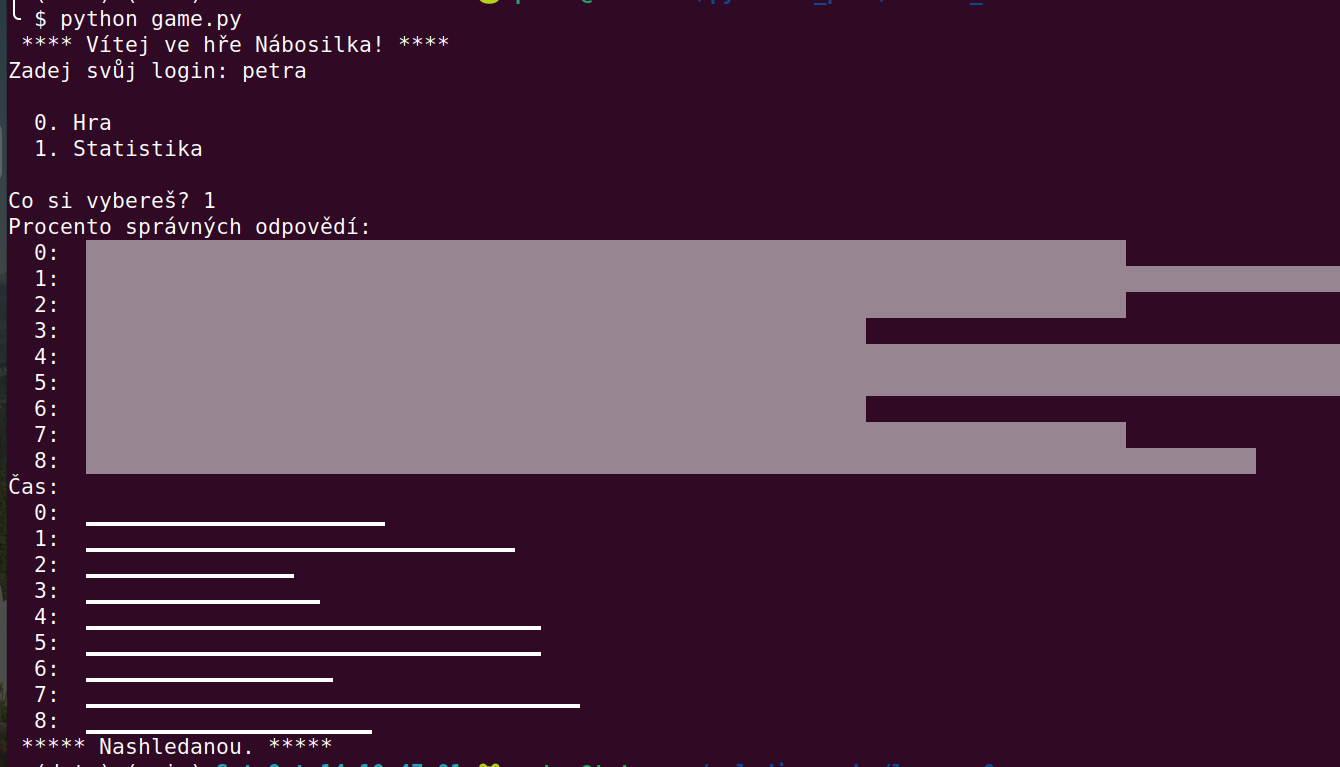 $ python game.py
**** Vítej ve hře Nábosilka! ****
Zadej svůj login: petra
0. Hra
1. Statistika
Co si vybereš? 1
Procento správných odpovědí:
0:
1:
2:
3:
4:
5:
6:
7:
8:
Čas:
0:
1:
2:
3:
4:
5:
6:
7:
8:
***** Nashledanou. *****